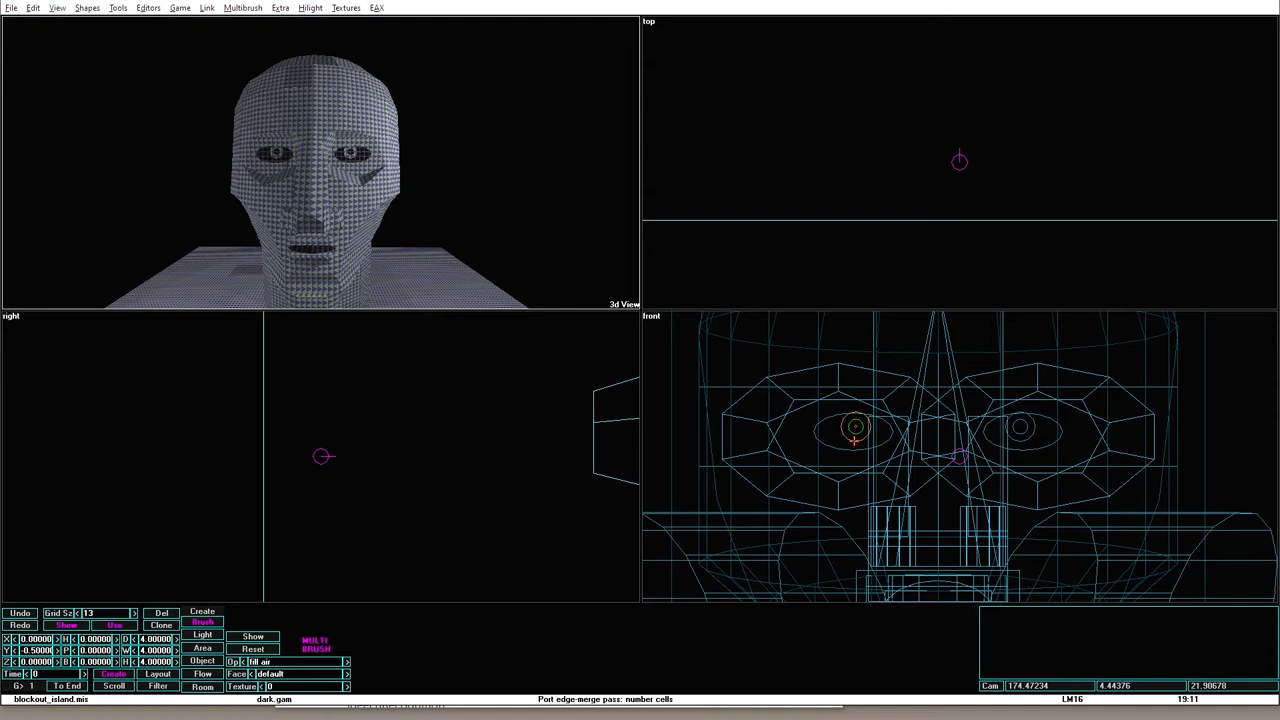 File Edit View Shapes Tools Editors Game Link Multibrush Extra Hilight Textures EAX
top
3d View
right
front
Undo Grid Sz < 13 > Del Create
Redo Show Use Clone Brush
X < 0.00000 > H < 0.00000 > D < 4.00000 > Light Show MULTI
Y < -0.50000 > P < 0.00000 > W < 4.00000 > Area Reset BRUSH
Z < 0.00000 > B < 0.00000 > H < 4.00000 > Object Op < fill air >
Time < 0 > Create Layout Flow Face < default >
G> 1 To End Scroll Filter Room Texture < 0 >
Cam 174.47234 4.44376 21.90678
blockout_island.mis dark.gam Port edge-merge pass: number cells LM16 19:11